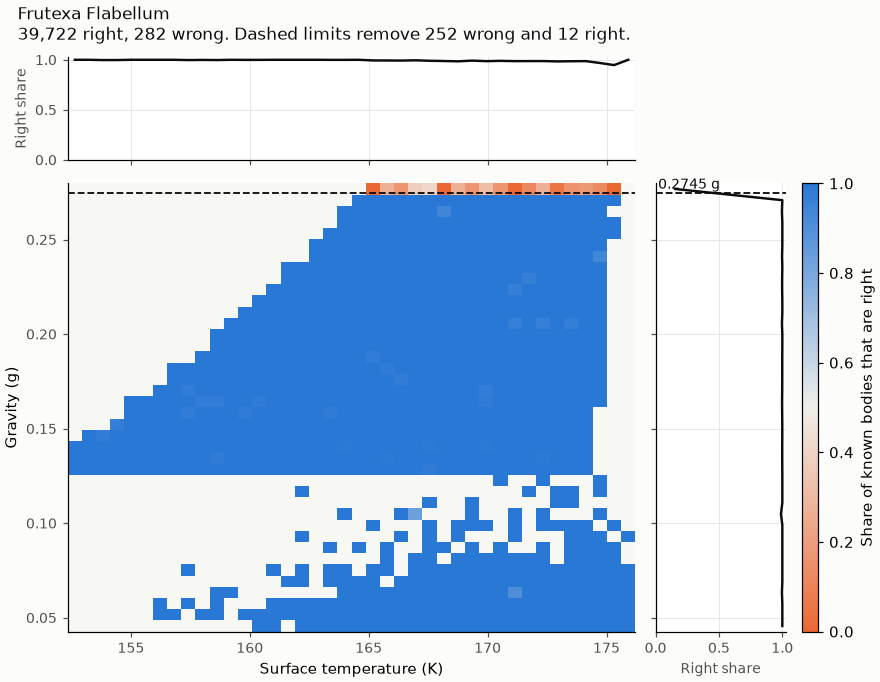 Frutexa Flabellum
39,722 right, 282 wrong. Dashed limits remove 252 wrong and 12 right.
Right share
1.0
0.5
0.0
0.2745 g
Gravity (g)
0.25
0.20
0.15
0.10
0.05
155
160
165
170
175
Surface temperature (K)
0.0
0.5
1.0
Right share
1.0
0.8
0.6
0.4
0.2
0.0
Share of known bodies that are right